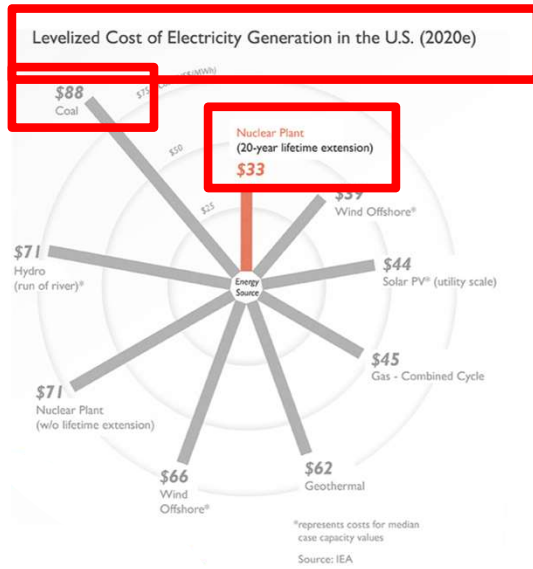 Levelized Cost of Electricity Generation in the U.S. (2020e)
$88
Coal
$75
(MWh)
$50
$25
Nuclear Plant
(20-year lifetime extension)
$33
$39
Wind Offshore*
$71
Hydro
(run of river)*
Energy
Source
$44
Solar PV* (utility scale)
$45
Gas - Combined Cycle
$71
Nuclear Plant
(w/o lifetime extension)
$66
Wind
Offshore*
$62
Geothermal
*represents costs for median
case capacity values
Source: IEA